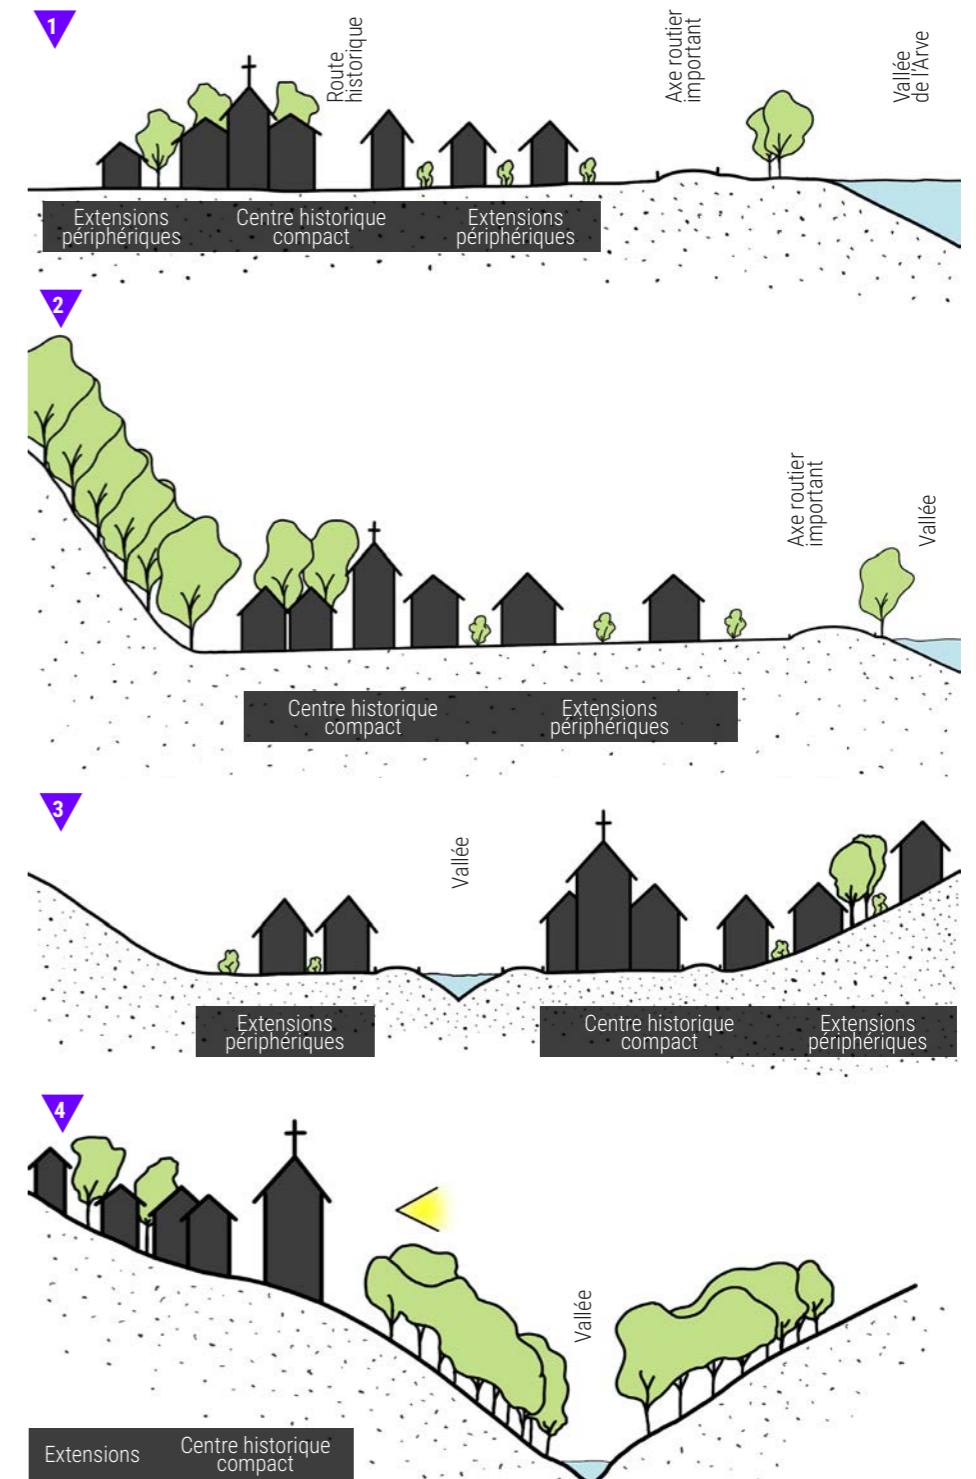 1
Route
historique
Axe routier
important
Vallée
de l'Arve
Extensions
périphériques
Centre historique
compact
Extensions
périphériques
2
Axe routier
important
Vallée
Centre historique
compact
Extensions
périphériques
3
Vallée
Extensions
périphériques
Centre historique
compact
Extensions
périphériques
4
Vallée
Extensions
Centre historique
compact